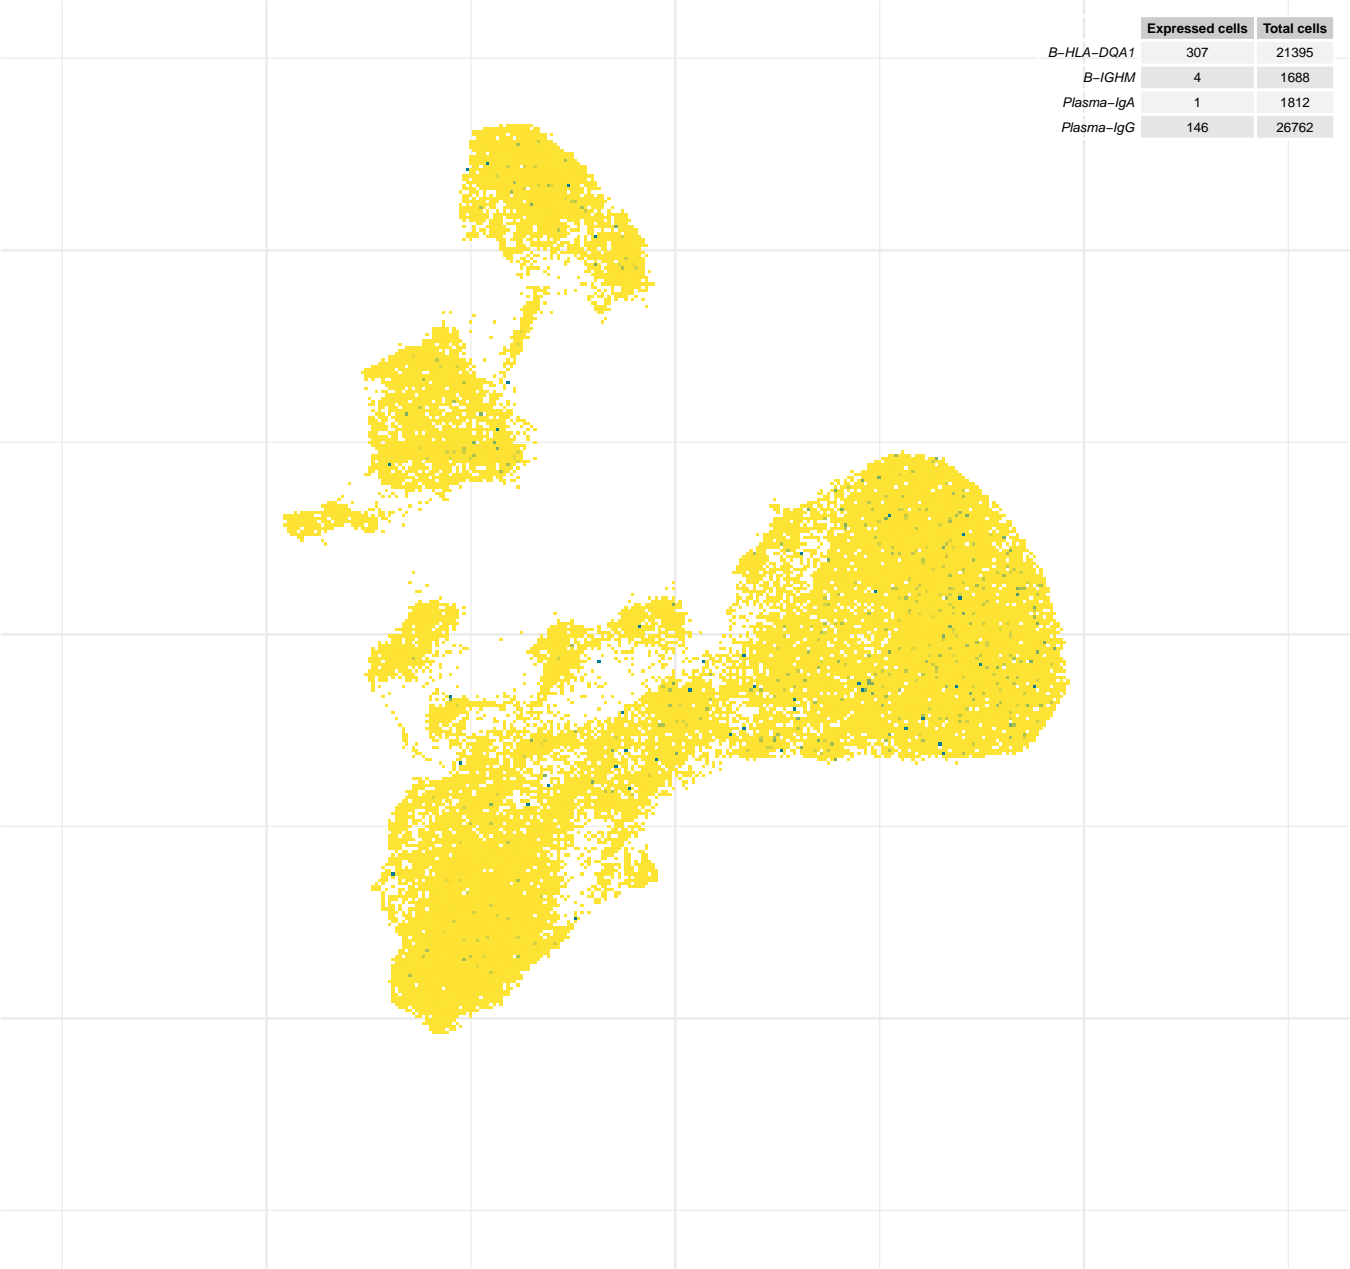 Expressed cells Total cells
B−HLA−DQA1 307 21395
B−IGHM 4 1688
Plasma−IgA 1 1812
Plasma−IgG 146 26762